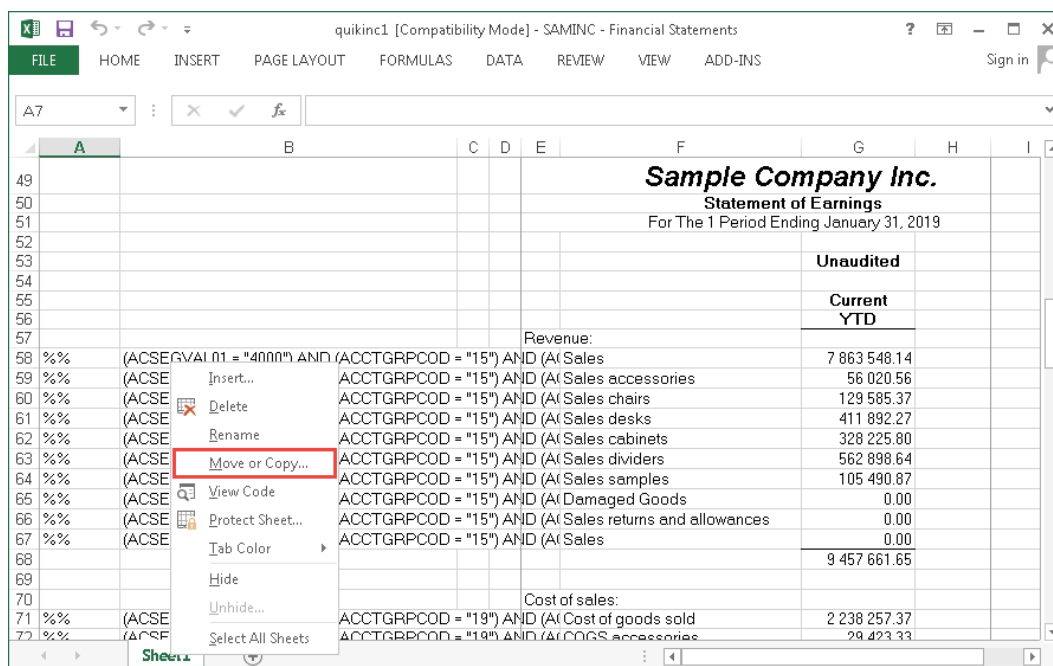 quikinc1 [Compatibility Mode] - SAMINC - Financial Statements ?
FILE HOME INSERT PAGE LAYOUT FORMULAS DATA REVIEW VIEW ADD-INS Sign in
A7 fx
A B C D E F G H I
49 Sample Company Inc.
50 Statement of Earnings
51 For The 1 Period Ending January 31, 2019
52
53 Unaudited
54
55 Current
56 YTD
57 Revenue:
58 %% (ACSEGVAL01 = "4000") AND (ACCTGRPCOD = "15") AND (A Sales 7 863 548.14
59 %% (ACSE Insert... ACCTGRPCOD = "15") AND (A Sales accessories 56 020.56
60 %% (ACSE Delete ACCTGRPCOD = "15") AND (A Sales chairs 129 585.37
61 %% (ACSE ACCTGRPCOD = "15") AND (A Sales desks 411 892.27
62 %% (ACSE Rename ACCTGRPCOD = "15") AND (A Sales cabinets 328 225.80
63 %% (ACSE Move or Copy... ACCTGRPCOD = "15") AND (A Sales dividers 562 898.64
64 %% (ACSE ACCTGRPCOD = "15") AND (A Sales samples 105 490.87
65 %% (ACSE View Code ACCTGRPCOD = "15") AND (A Damaged Goods 0.00
66 %% (ACSE Protect Sheet... ACCTGRPCOD = "15") AND (A Sales returns and allowances 0.00
67 %% (ACSE Tab Color ACCTGRPCOD = "15") AND (A Sales 0.00
68 9 457 661.65
69 Hide
70 Unhide... Cost of sales:
71 %% (ACSE ACCTGRPCOD = "19") AND (A Cost of goods sold 2 238 257.37
72 %% (ACSE Select All Sheets ACCTGRPCOD = "19") AND (A COGS accessories 29 423.33
Sheet1